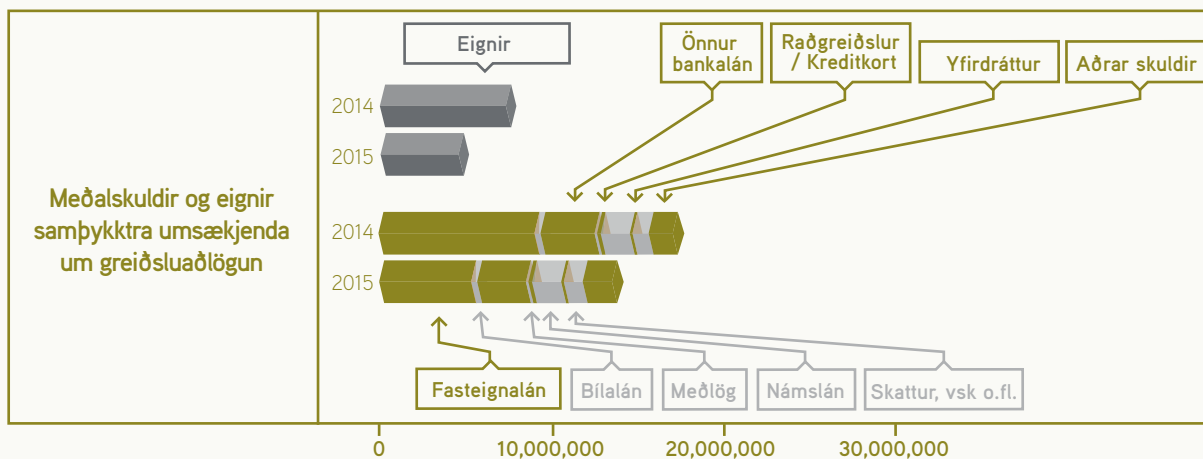 Meðalskuldir og eignir
samþykktra umsækjenda
um greiðsluaðlögun
Eignir
Önnur
bankalán
Raðgreiðslur
/ Kreditkort
Yfirdráttur
Aðrar skuldir
2014
2015
2014
2015
Fasteignalán
Bílalán
Meðlög
Námslán
Skattur, vsk o.fl.
0
10,000,000
20,000,000
30,000,000